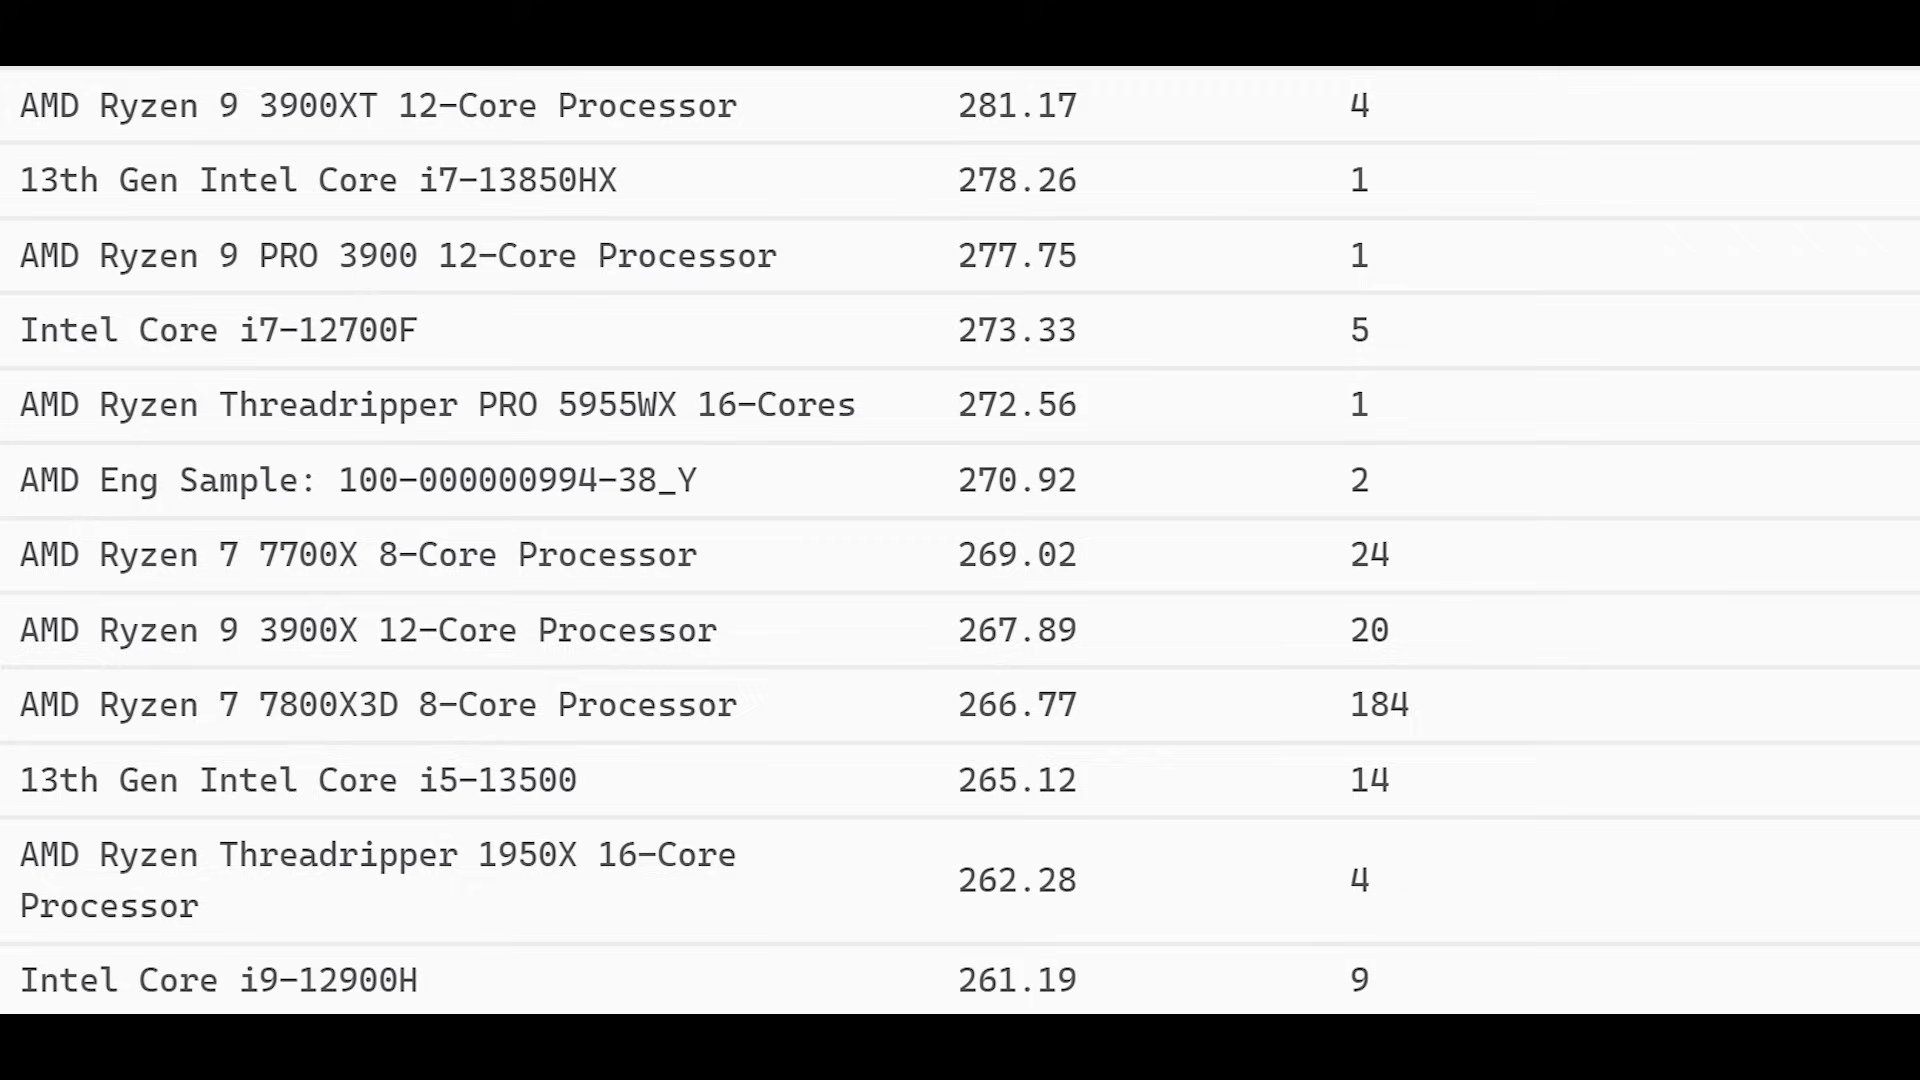 AMD Ryzen 9 3900XT 12-Core Processor 281.17 4
13th Gen Intel Core i7-13850HX 278.26 1
AMD Ryzen 9 PRO 3900 12-Core Processor 277.75 1
Intel Core i7-12700F 273.33 5
AMD Ryzen Threadripper PRO 5955WX 16-Cores 272.56 1
AMD Eng Sample: 100-000000994-38_Y 270.92 2
AMD Ryzen 7 7700X 8-Core Processor 269.02 24
AMD Ryzen 9 3900X 12-Core Processor 267.89 20
AMD Ryzen 7 7800X3D 8-Core Processor 266.77 184
13th Gen Intel Core i5-13500 265.12 14
AMD Ryzen Threadripper 1950X 16-Core
Processor 262.28 4
Intel Core i9-12900H 261.19 9